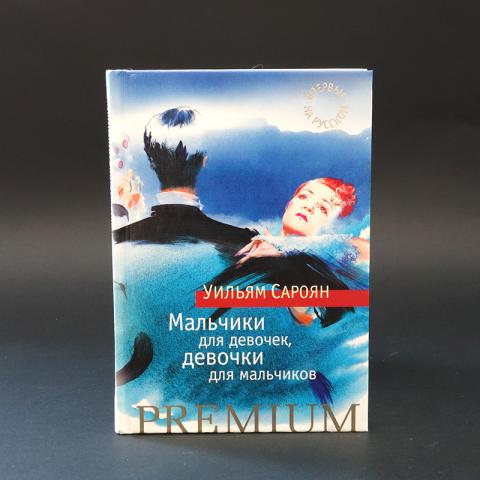 ВПЕРВЫЕ
НА РУССКОМ
УИЛЬЯМ САРОЯН
Мальчики
для девочек,
девочки
для мальчиков
PREMIUM